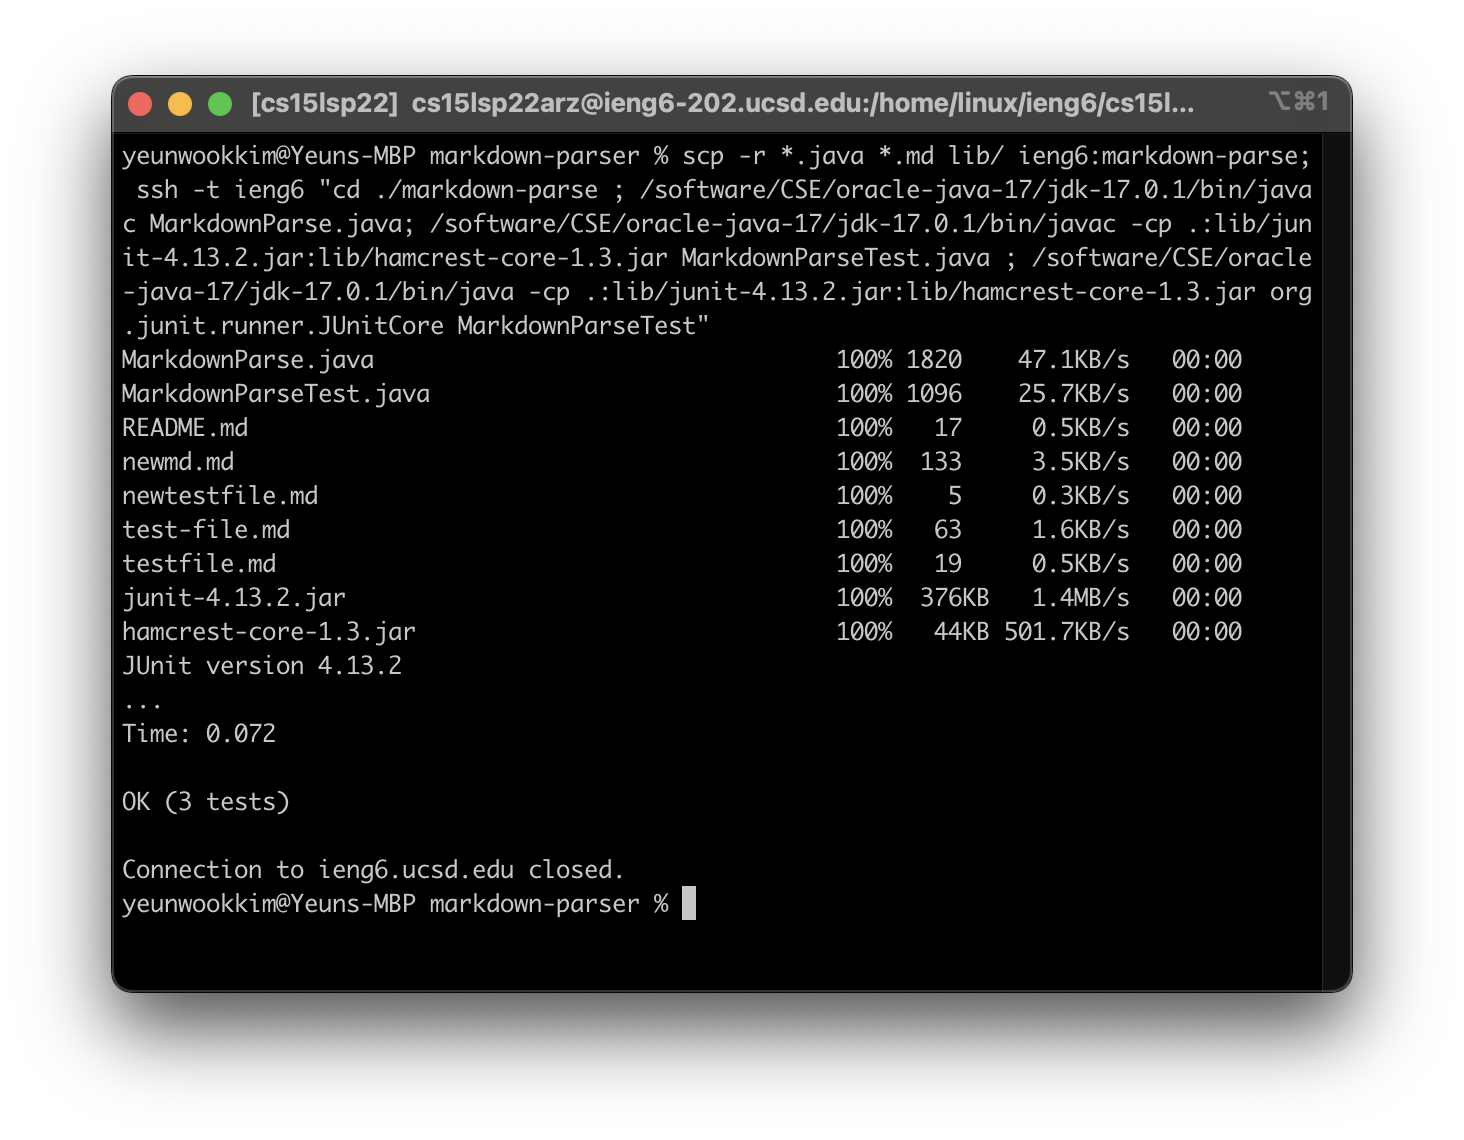 [cs15lsp22] cs15lsp22arz@ieng6-202.ucsd.edu:/home/linux/ieng6/cs15l... ⌥⌘1
yeunwookkim@Yeuns-MBP markdown-parser % scp -r *.java *.md lib/ ieng6:markdown-parse;
 ssh -t ieng6 "cd ./markdown-parse ; /software/CSE/oracle-java-17/jdk-17.0.1/bin/java
c MarkdownParse.java; /software/CSE/oracle-java-17/jdk-17.0.1/bin/javac -cp .:lib/jun
it-4.13.2.jar:lib/hamcrest-core-1.3.jar MarkdownParseTest.java ; /software/CSE/oracle
-java-17/jdk-17.0.1/bin/java -cp .:lib/junit-4.13.2.jar:lib/hamcrest-core-1.3.jar org
.junit.runner.JUnitCore MarkdownParseTest"
MarkdownParse.java 100% 1820 47.1KB/s 00:00
MarkdownParseTest.java 100% 1096 25.7KB/s 00:00
README.md 100% 17 0.5KB/s 00:00
newmd.md 100% 133 3.5KB/s 00:00
newtestfile.md 100% 5 0.3KB/s 00:00
test-file.md 100% 63 1.6KB/s 00:00
testfile.md 100% 19 0.5KB/s 00:00
junit-4.13.2.jar 100% 376KB 1.4MB/s 00:00
hamcrest-core-1.3.jar 100% 44KB 501.7KB/s 00:00
JUnit version 4.13.2
...
Time: 0.072
OK (3 tests)
Connection to ieng6.ucsd.edu closed.
yeunwookkim@Yeuns-MBP markdown-parser %